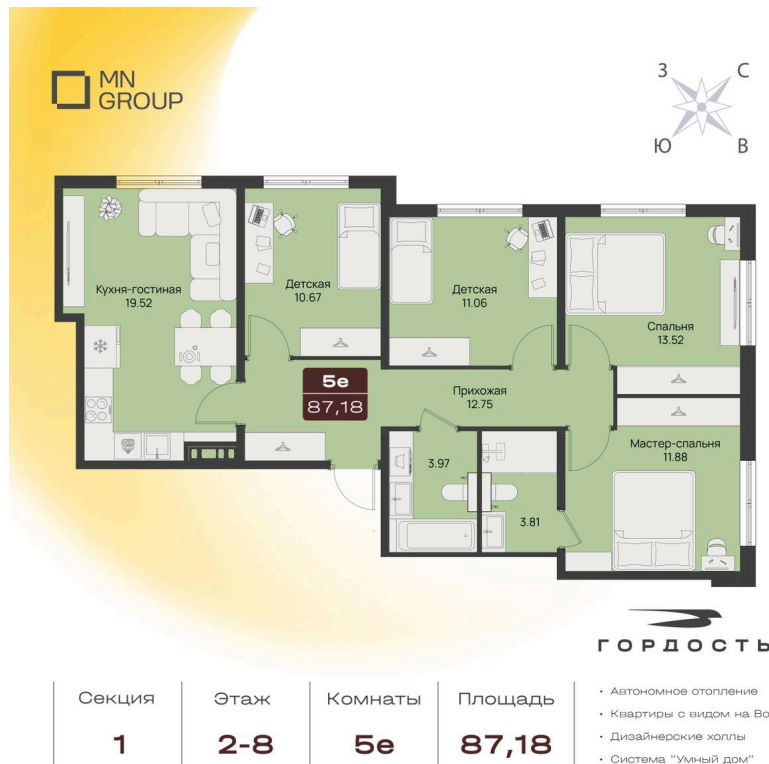 MN
GROUP
З С
Ю В
Кухня-гостиная
19.52
Детская
10.67
Детская
11.06
Спальня
13.52
5е
87,18
Прихожая
12.75
Мастер-спальня
11.88
3.97
3.81
ГОРДОСТЬ
Секция
1
Этаж
2-8
Комнаты
5е
Площадь
87,18
• Автономное отопление
• Квартиры с видом на Во
• Дизайнерские холлы
• Система "Умный дом"